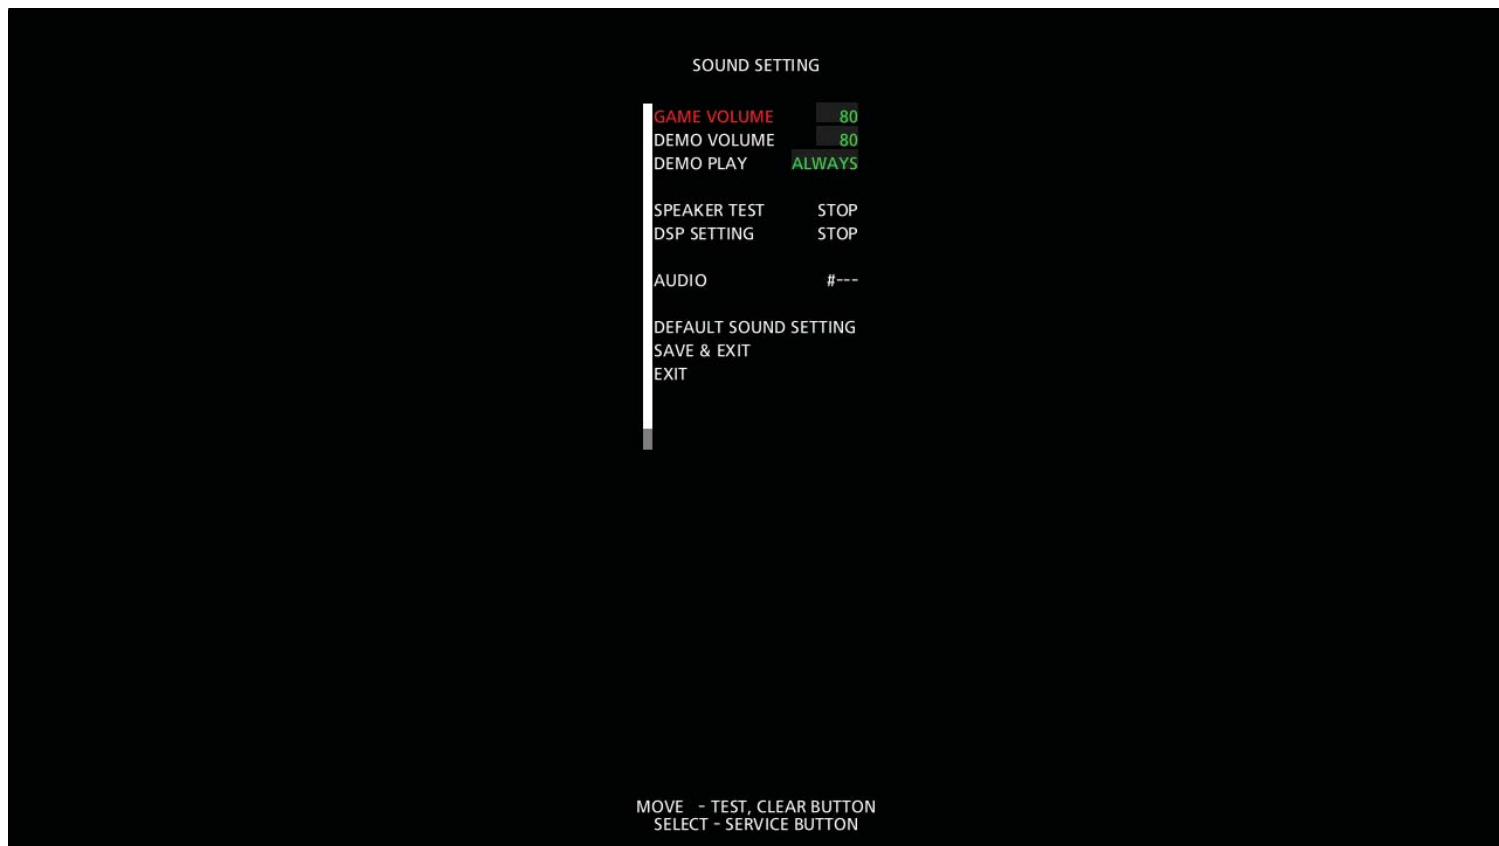 SOUND SETTING
GAME VOLUME 80
DEMO VOLUME 80
DEMO PLAY ALWAYS
SPEAKER TEST STOP
DSP SETTING STOP
AUDIO #---
DEFAULT SOUND SETTING
SAVE & EXIT
EXIT
MOVE - TEST, CLEAR BUTTON
SELECT - SERVICE BUTTON